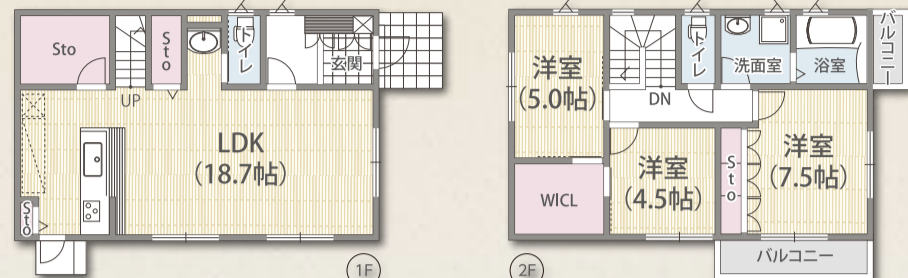 Sto
Sto
トイレ
玄関
UP
LDK
(18.7帖)
Sto
1F
洋室
(5.0帖)
DN
トイレ
洗面室
浴室
バルコニー
WICL
洋室
(4.5帖)
Sto
洋室
(7.5帖)
バルコニー
2F